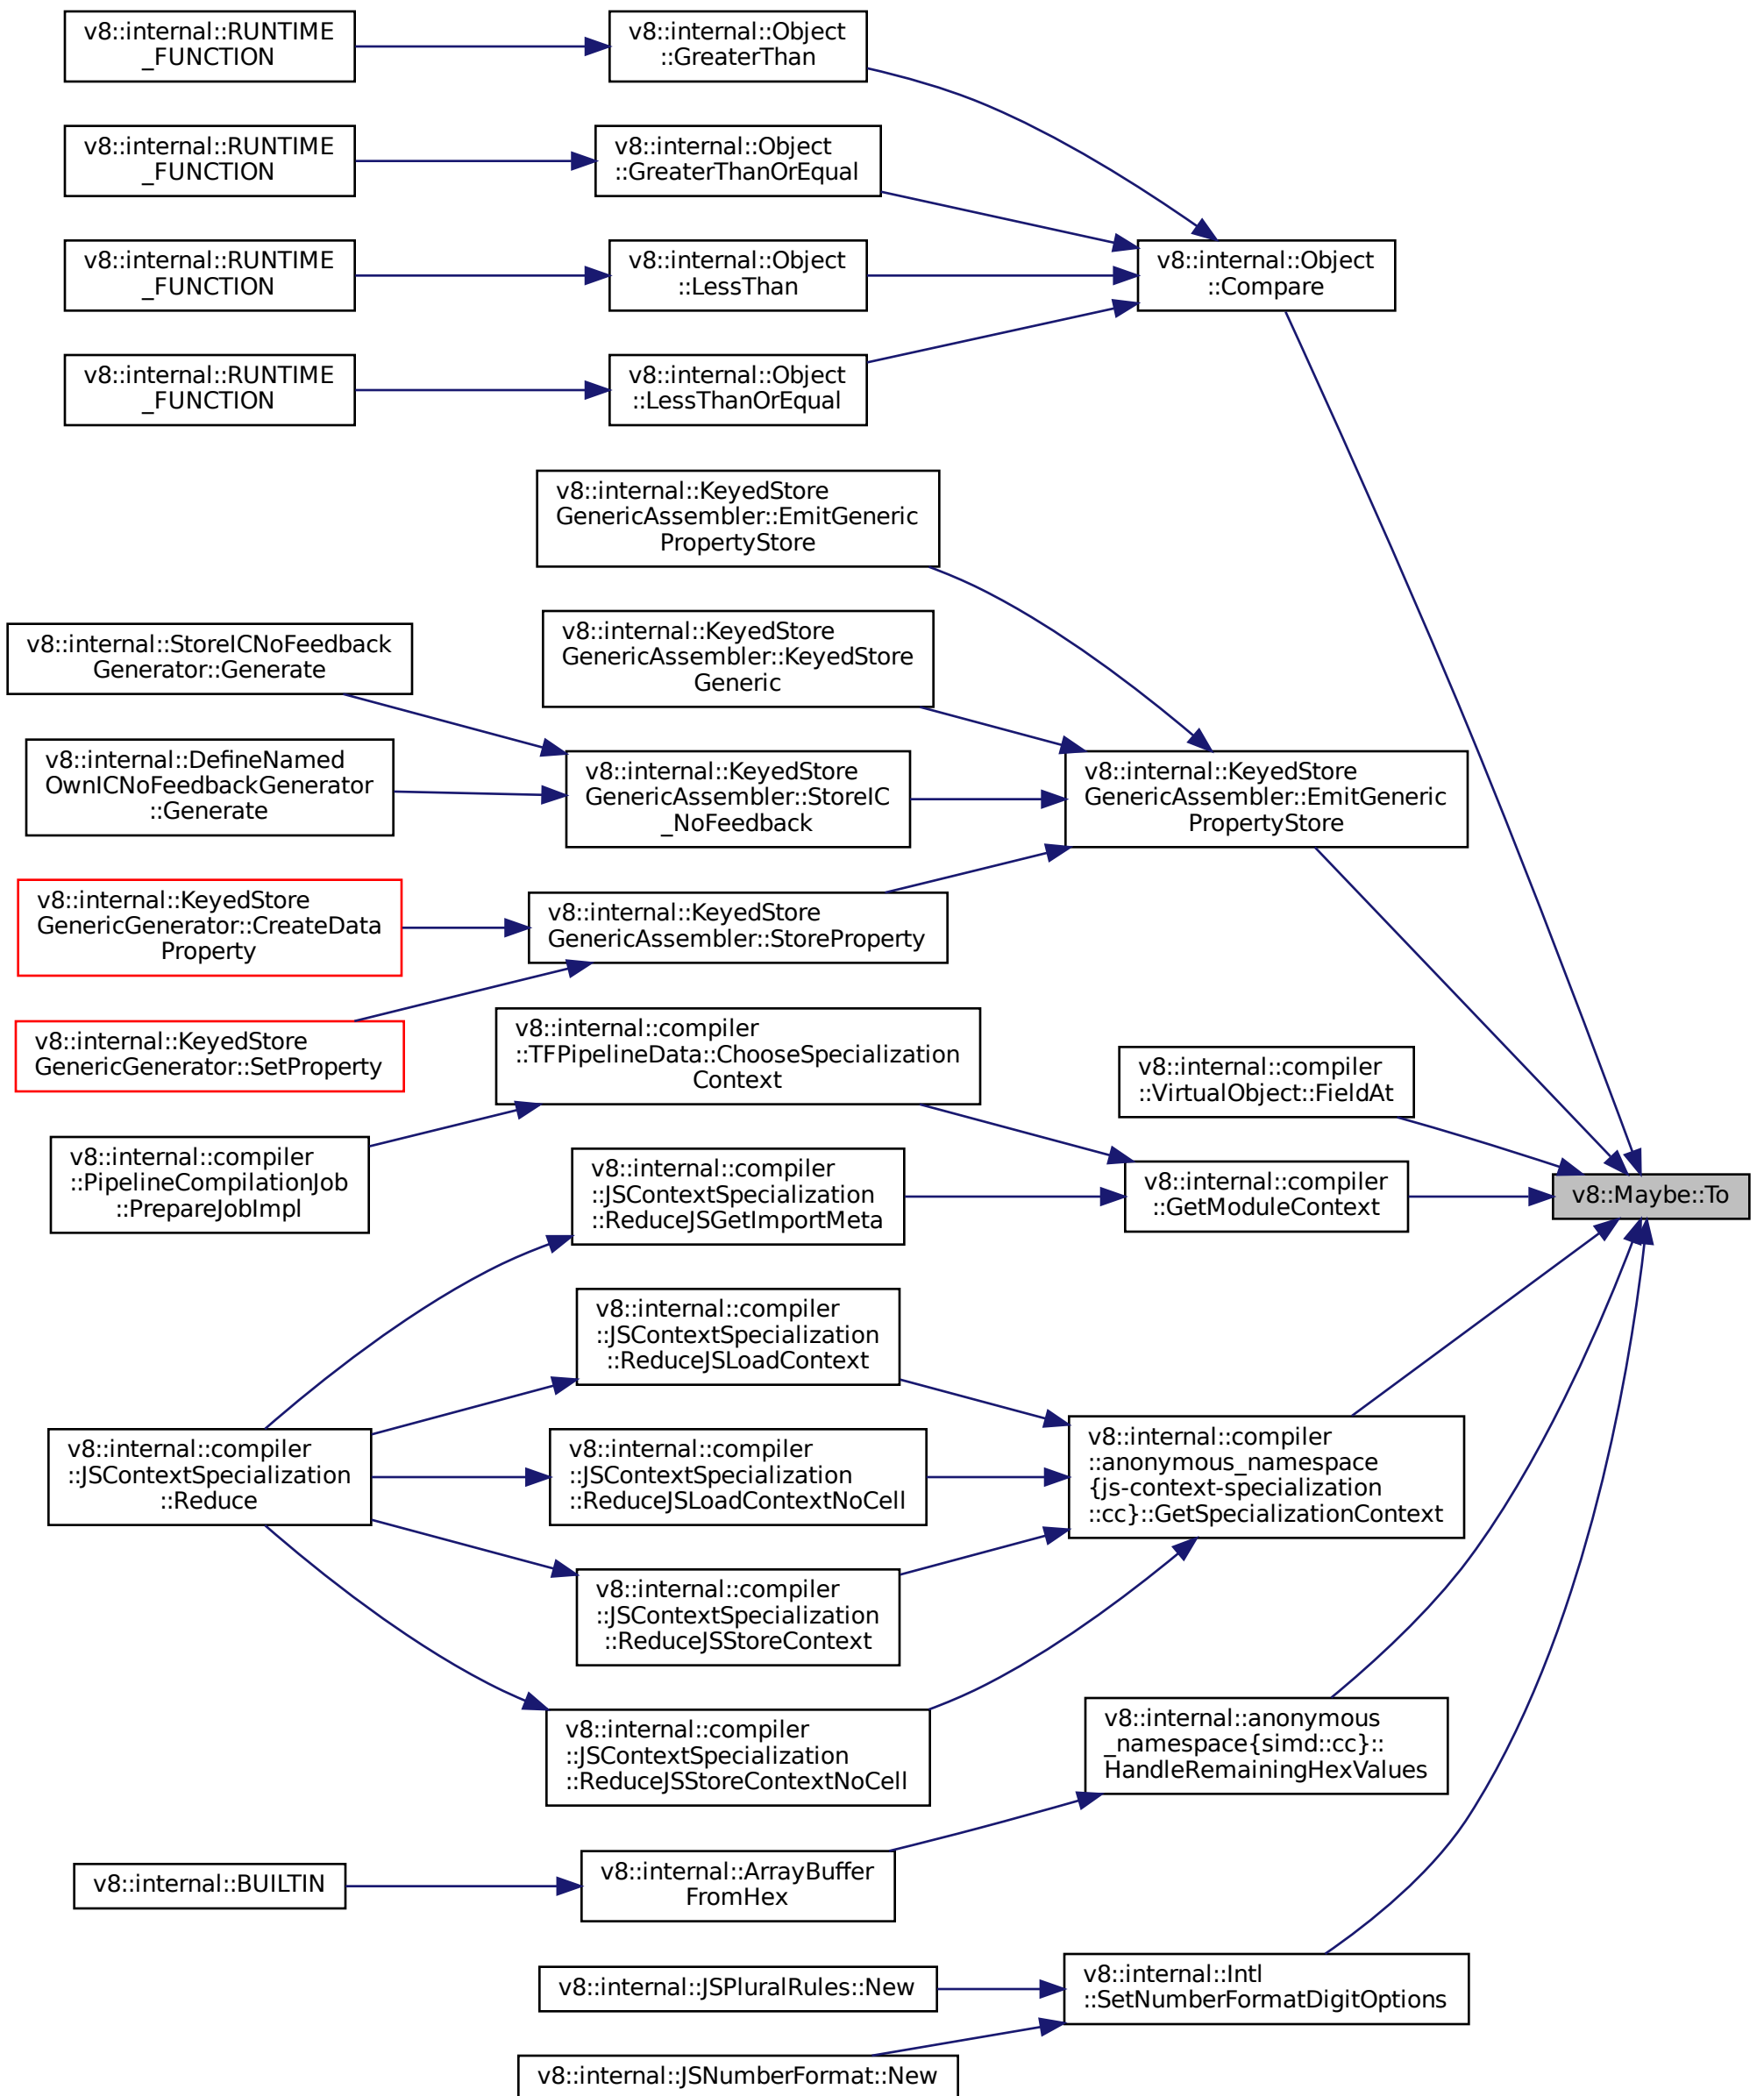 v8::internal::RUNTIME
_FUNCTION
v8::internal::Object
::GreaterThan
v8::internal::RUNTIME
_FUNCTION
v8::internal::Object
::GreaterThanOrEqual
v8::internal::RUNTIME
_FUNCTION
v8::internal::Object
::LessThan
v8::internal::Object
::Compare
v8::internal::RUNTIME
_FUNCTION
v8::internal::Object
::LessThanOrEqual
v8::internal::KeyedStore
GenericAssembler::EmitGeneric
PropertyStore
v8::internal::KeyedStore
GenericAssembler::KeyedStore
Generic
v8::internal::StoreICNoFeedback
Generator::Generate
v8::internal::DefineNamed
OwnICNoFeedbackGenerator
::Generate
v8::internal::KeyedStore
GenericAssembler::StoreIC
_NoFeedback
v8::internal::KeyedStore
GenericAssembler::EmitGeneric
PropertyStore
v8::internal::KeyedStore
GenericGenerator::CreateData
Property
v8::internal::KeyedStore
GenericAssembler::StoreProperty
v8::internal::KeyedStore
GenericGenerator::SetProperty
v8::internal::compiler
::TFPipelineData::ChooseSpecialization
Context
v8::internal::compiler
::VirtualObject::FieldAt
v8::internal::compiler
::PipelineCompilationJob
::PrepareJobImpl
v8::internal::compiler
::JSContextSpecialization
::ReduceJSGetImportMeta
v8::internal::compiler
::GetModuleContext
v8::Maybe::To
v8::internal::compiler
::JSContextSpecialization
::ReduceJSLoadContext
v8::internal::compiler
::JSContextSpecialization
::Reduce
v8::internal::compiler
::JSContextSpecialization
::ReduceJSLoadContextNoCell
v8::internal::compiler
::anonymous_namespace
{js-context-specialization
::cc}::GetSpecializationContext
v8::internal::compiler
::JSContextSpecialization
::ReduceJSStoreContext
v8::internal::compiler
::JSContextSpecialization
::ReduceJSStoreContextNoCell
v8::internal::anonymous
_namespace{simd::cc}::
HandleRemainingHexValues
v8::internal::BUILTIN
v8::internal::ArrayBuffer
FromHex
v8::internal::JSPluralRules::New
v8::internal::Intl
::SetNumberFormatDigitOptions
v8::internal::JSNumberFormat::New